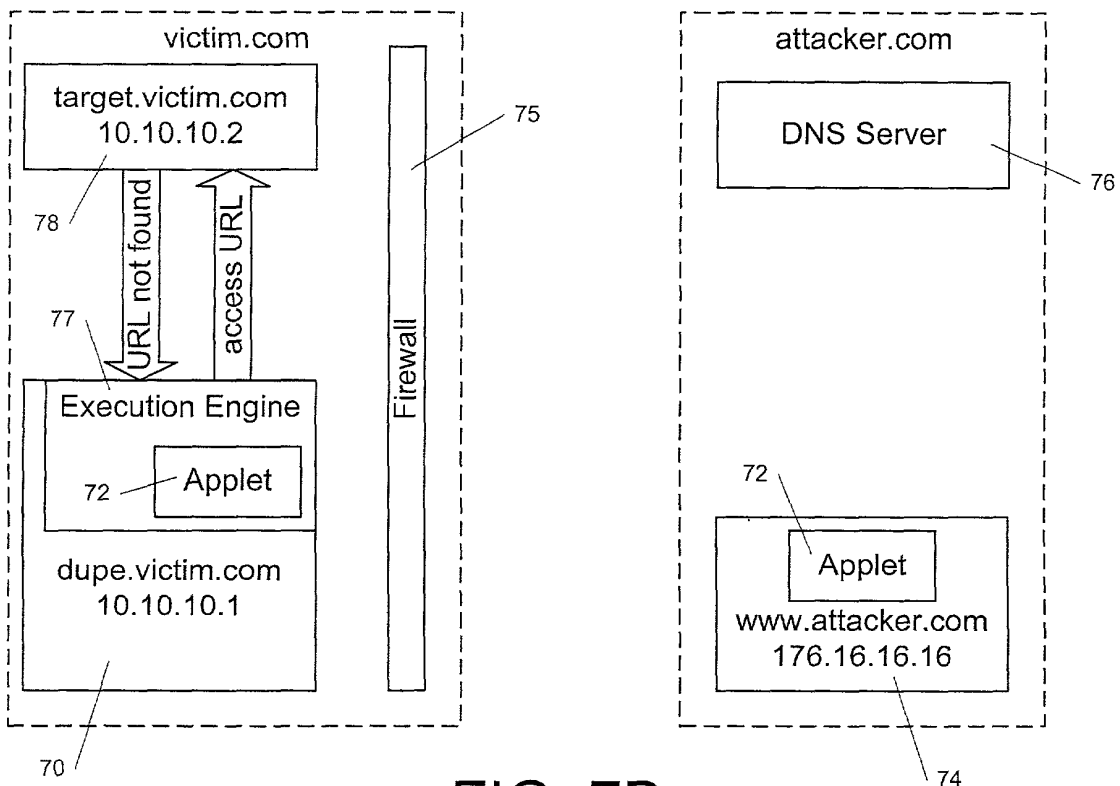 victim.com
target.victim.com
10.10.10.2
78
URL not found
access URL
77
Execution Engine
72
Applet
dupe.victim.com
10.10.10.1
70
Firewall
75
attacker.com
DNS Server
76
72
Applet
www.attacker.com
176.16.16.16
74